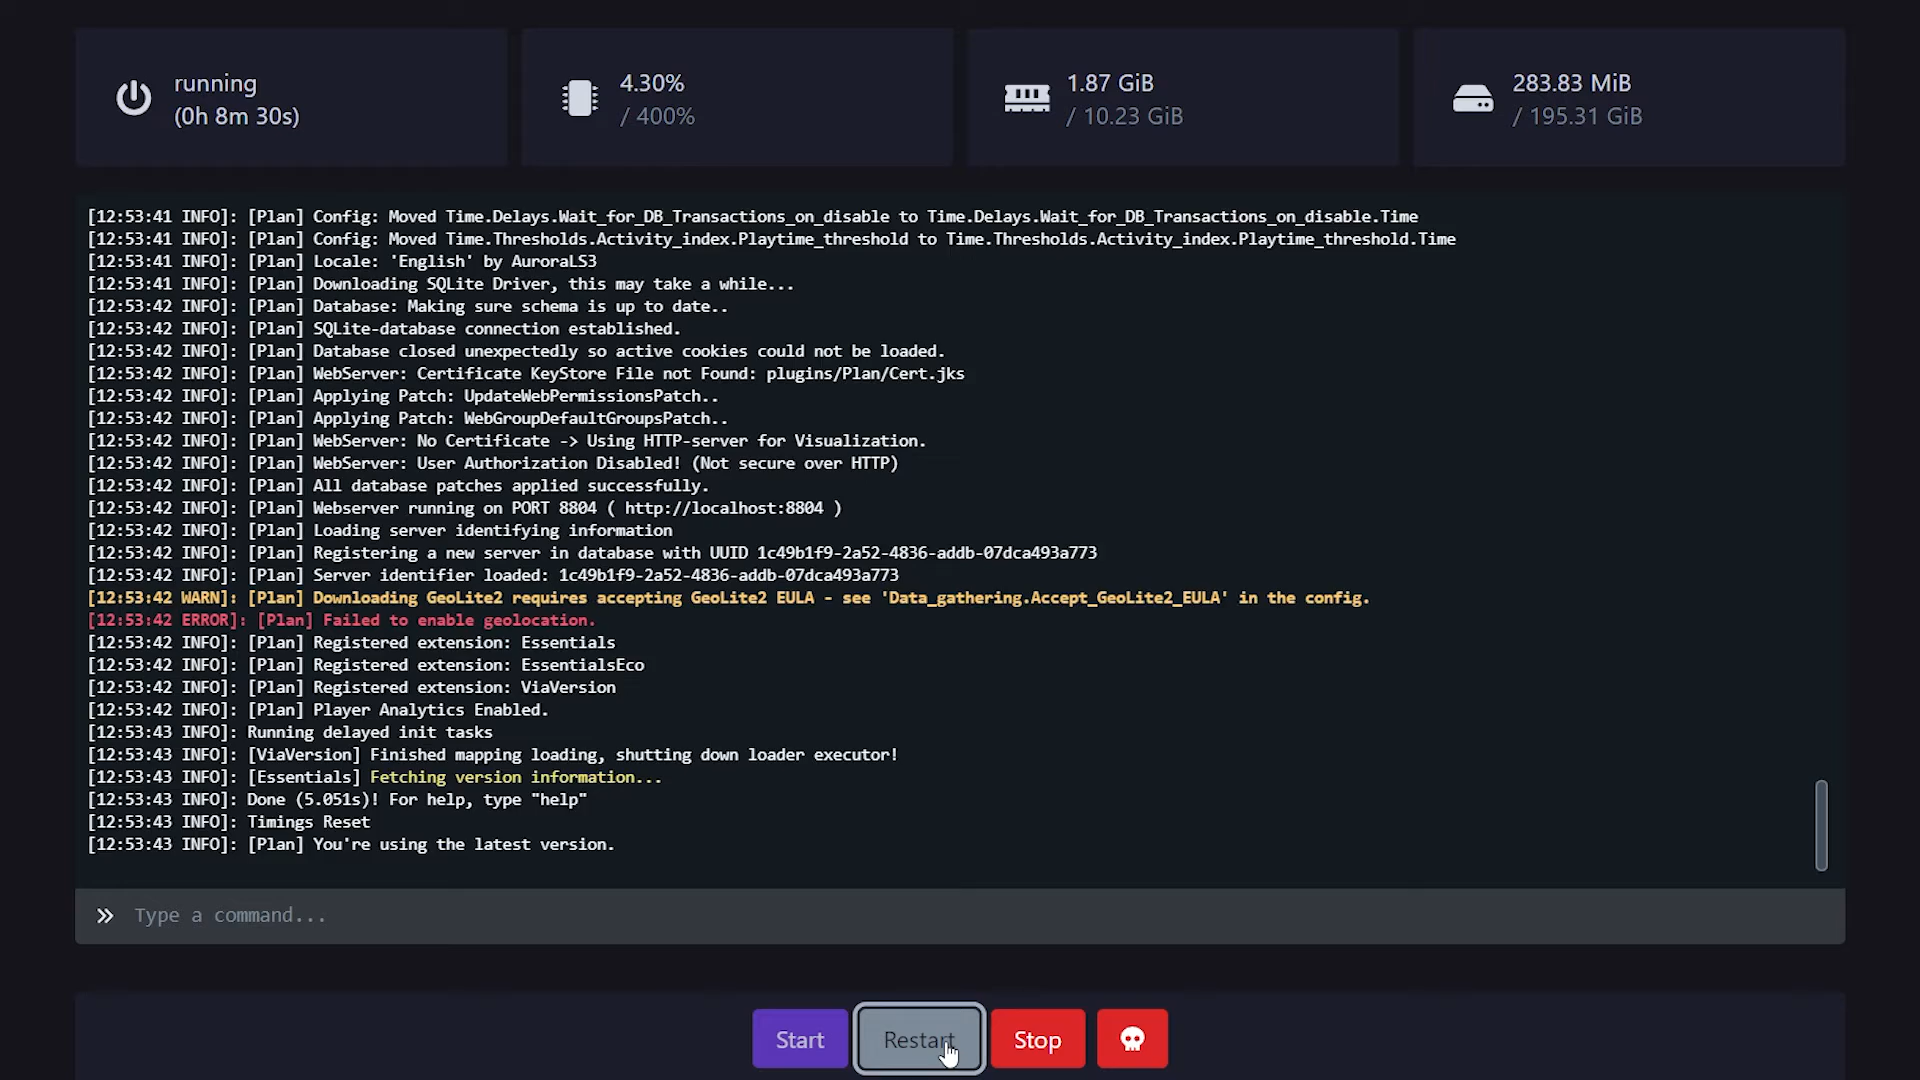 running
(0h 8m 30s)
4.30%
/ 400%
1.87 GiB
/ 10.23 GiB
283.83 MiB
/ 195.31 GiB
[12:53:41 INFO]: [Plan] Config: Moved Time.Delays.Wait_for_DB_Transactions_on_disable to Time.Delays.Wait_for_DB_Transactions_on_disable.Time
[12:53:41 INFO]: [Plan] Config: Moved Time.Thresholds.Activity_index.Playtime_threshold to Time.Thresholds.Activity_index.Playtime_threshold.Time
[12:53:41 INFO]: [Plan] Locale: 'English' by AuroraLS3
[12:53:41 INFO]: [Plan] Downloading SQLite Driver, this may take a while...
[12:53:42 INFO]: [Plan] Database: Making sure schema is up to date..
[12:53:42 INFO]: [Plan] SQLite-database connection established.
[12:53:42 INFO]: [Plan] Database closed unexpectedly so active cookies could not be loaded.
[12:53:42 INFO]: [Plan] WebServer: Certificate KeyStore File not Found: plugins/Plan/Cert.jks
[12:53:42 INFO]: [Plan] Applying Patch: UpdateWebPermissionsPatch..
[12:53:42 INFO]: [Plan] Applying Patch: WebGroupDefaultGroupsPatch..
[12:53:42 INFO]: [Plan] WebServer: No Certificate -> Using HTTP-server for Visualization.
[12:53:42 INFO]: [Plan] WebServer: User Authorization Disabled! (Not secure over HTTP)
[12:53:42 INFO]: [Plan] All database patches applied successfully.
[12:53:42 INFO]: [Plan] Webserver running on PORT 8804 ( http://localhost:8804 )
[12:53:42 INFO]: [Plan] Loading server identifying information
[12:53:42 INFO]: [Plan] Registering a new server in database with UUID 1c49b1f9-2a52-4836-addb-07dca493a773
[12:53:42 INFO]: [Plan] Server identifier loaded: 1c49b1f9-2a52-4836-addb-07dca493a773
[12:53:42 WARN]: [Plan] Downloading GeoLite2 requires accepting GeoLite2 EULA - see 'Data_gathering.Accept_GeoLite2_EULA' in the config.
[12:53:42 ERROR]: [Plan] Failed to enable geolocation.
[12:53:42 INFO]: [Plan] Registered extension: Essentials
[12:53:42 INFO]: [Plan] Registered extension: EssentialsEco
[12:53:42 INFO]: [Plan] Registered extension: ViaVersion
[12:53:42 INFO]: [Plan] Player Analytics Enabled.
[12:53:43 INFO]: Running delayed init tasks
[12:53:43 INFO]: [ViaVersion] Finished mapping loading, shutting down loader executor!
[12:53:43 INFO]: [Essentials] Fetching version information...
[12:53:43 INFO]: Done (5.051s)! For help, type "help"
[12:53:43 INFO]: Timings Reset
[12:53:43 INFO]: [Plan] You're using the latest version.
Type a command...
Start
Restart
Stop